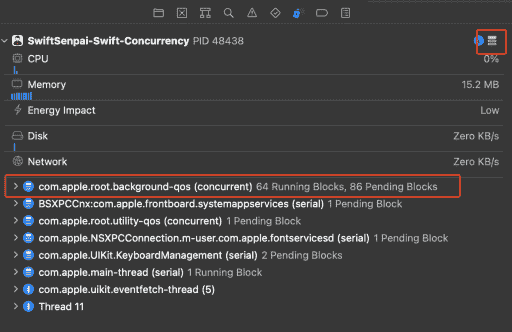 SwiftSenpai-Swift-Concurrency PID 48438
CPU 0%
Memory 15.2 MB
Energy Impact Low
Disk Zero KB/s
Network Zero KB/s
com.apple.root.background-qos (concurrent) 64 Running Blocks, 86 Pending Blocks
BSXPCCnx:com.apple.frontboard.systemappservices (serial) 1 Pending Block
com.apple.root.utility-qos (concurrent) 1 Pending Block
com.apple.NSXPCConnection.m-user.com.apple.fontservicesd (serial) 1 Pending Block
com.apple.UIKit.KeyboardManagement (serial) 2 Pending Blocks
com.apple.main-thread (serial) 1 Running Block
com.apple.uikit.eventfetch-thread (5)
Thread 11